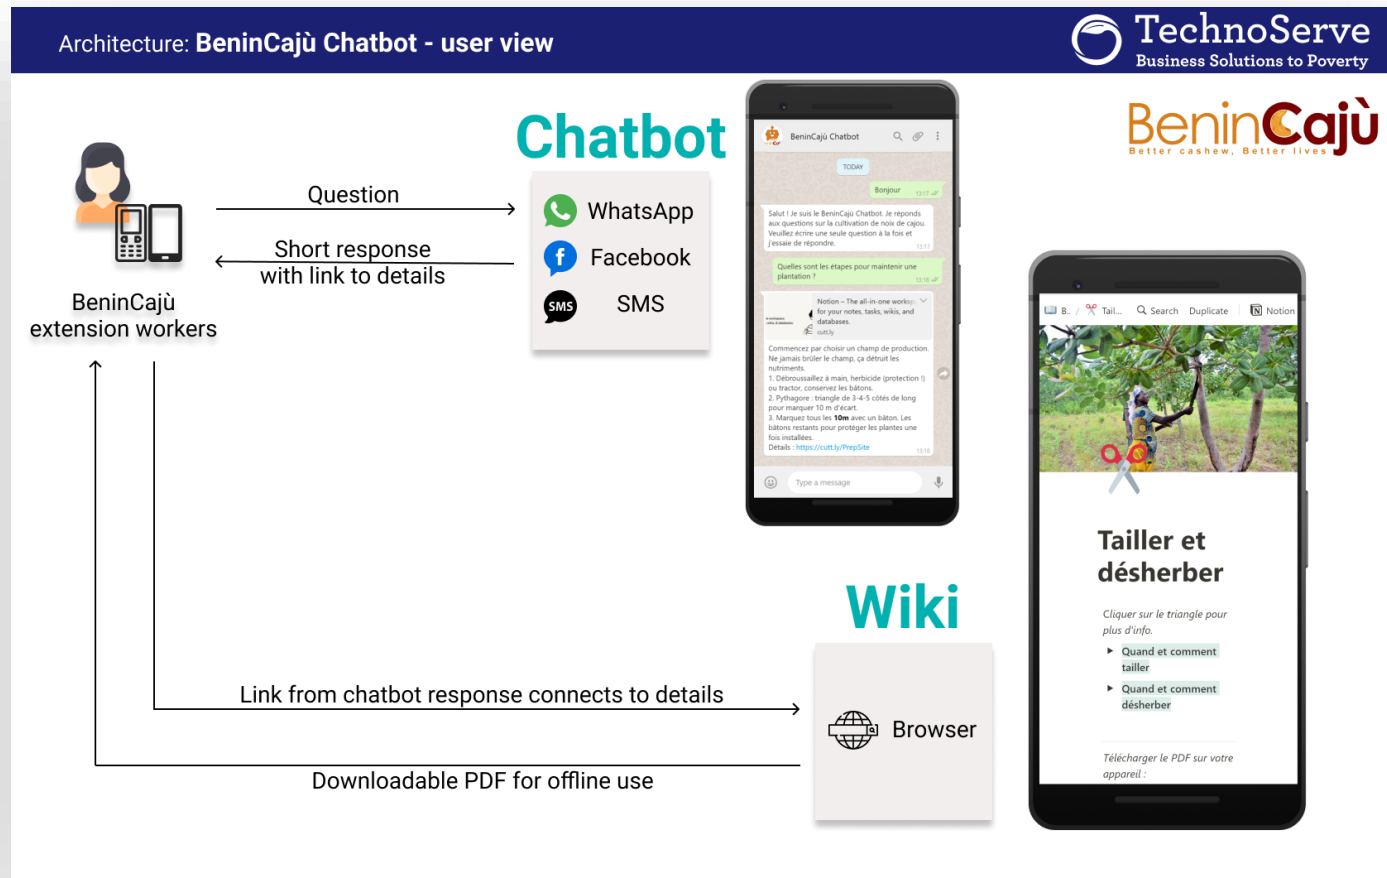 Architecture: BeninCajù Chatbot - user view
TechnoServe
Business Solutions to Poverty
BeninCajù
Better cashew, Better lives
Chatbot
Question
Short response
with link to details
BeninCajù
extension workers
WhatsApp
Facebook
SMS
SMS
BeninCajù Chatbot
TODAY
Bonjour 13:17
Salut ! Je suis le BeninCajù Chatbot. Je réponds
aux questions sur la cultivation de noix de cajou.
Veuillez écrire une seule question à la fois et
j'essaie de répondre.
13:17
Quelles sont les étapes pour maintenir une
plantation ?
13:18
Notion – The all-in-one worksp
for your notes, tasks, wikis, and
databases.
cutt.ly
Commencez par choisir un champ de production.
Ne jamais brûler le champ, ça détruit les
nutriments.
1. Débroussaillez à main, herbicide (protection !)
ou tractor, conservez les bâtons.
2. Pythagore : triangle de 3-4-5 côtés de long
pour marquer 10 m d'écart.
3. Marquez tous les 10m avec un bâton. Les
bâtons restants pour protéger les plantes une
fois installées.
Détails : https://cutt.ly/PrepSite
13:18
Type a message
B.. / Tail... Search Duplicate Notion
Tailler et
désherber
Cliquer sur le triangle pour
plus d'info.
Quand et comment
tailler
Quand et comment
désherber
Télécharger le PDF sur votre
appareil :
Wiki
Browser
Link from chatbot response connects to details
Downloadable PDF for offline use